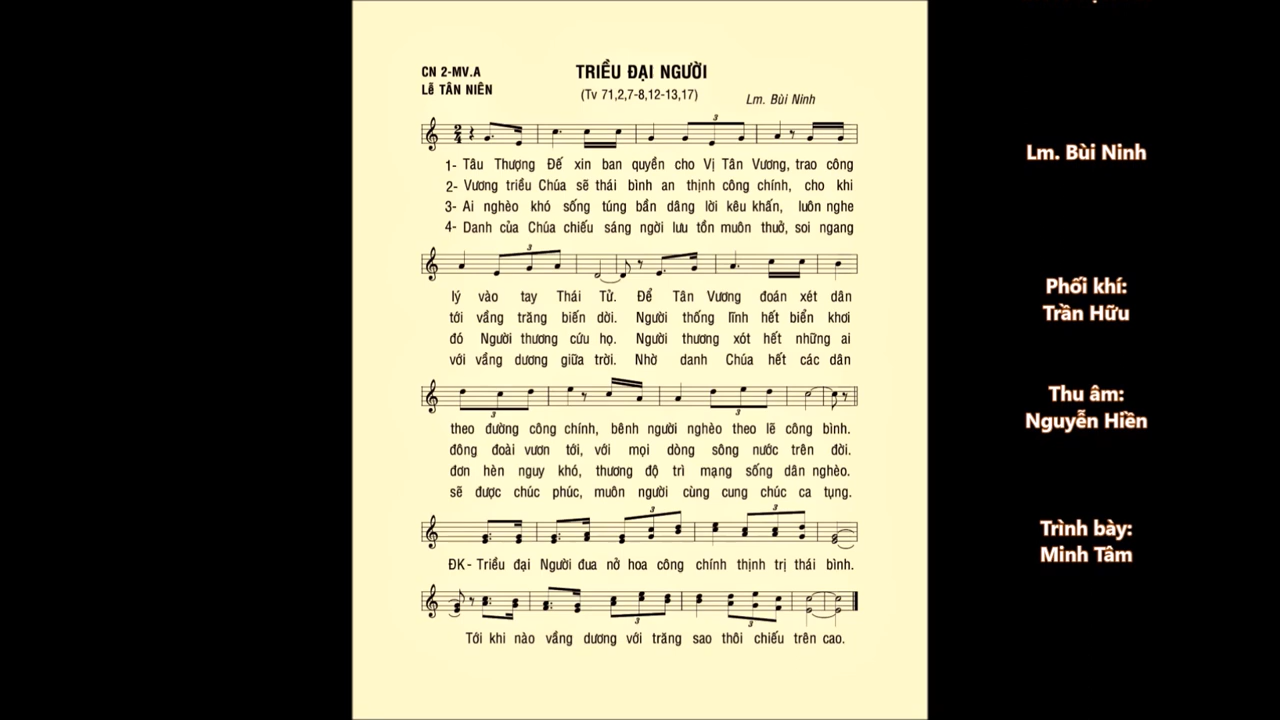 CN 2-MV.A
LỄ TÂN NIÊN
TRIỀU ĐẠI NGƯỜI
(Tv 71,2,7-8,12-13,17)
Lm. Bùi Ninh
1- Tâu Thượng Đế xin ban quyền cho Vị Tân Vương, trao công
2- Vương triều Chúa sẽ thái bình an thịnh công chính, cho khi
3- Ai nghèo khó sống túng bần dâng lời kêu khấn, luôn nghe
4- Danh của Chúa chiếu sáng ngời lưu tồn muôn thuở, soi ngang
lý vào tay Thái Tử. Để Tân Vương đoán xét dân
tới vầng trăng biến dời. Người thống lĩnh hết biển khơi
đó Người thương cứu họ. Người thương xót hết những ai
với vầng dương giữa trời. Nhờ danh Chúa hết các dân
theo đường công chính, bênh người nghèo theo lẽ công bình.
đông đoài vươn tới, với mọi dòng sông nước trên đời.
đơn hèn nguy khó, thương độ trì mạng sống dân nghèo.
sẽ được chúc phúc, muôn người cùng cung chúc ca tụng.
ĐK- Triều đại Người đua nở hoa công chính thịnh trị thái bình.
Tới khi nào vầng dương với trăng sao thôi chiếu trên cao.
Lm. Bùi Ninh
Phối khí:
Trần Hữu
Thu âm:
Nguyễn Hiền
Trình bày:
Minh Tâm